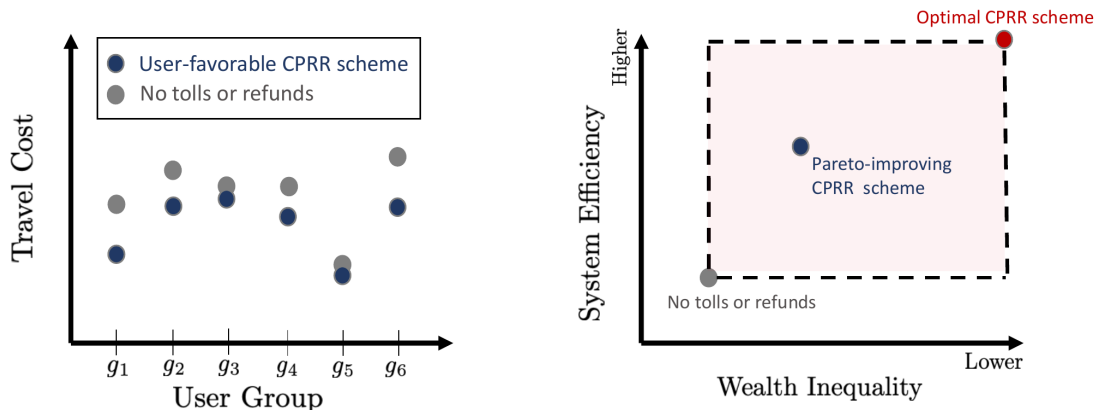 User-favorable CPRR scheme
No tolls or refunds
Travel Cost
g1 g2 g3 g4 g5 g6
User Group
Optimal CPRR scheme
Higher
System Efficiency
Pareto-improving
CPRR scheme
No tolls or refunds
Lower
Wealth Inequality